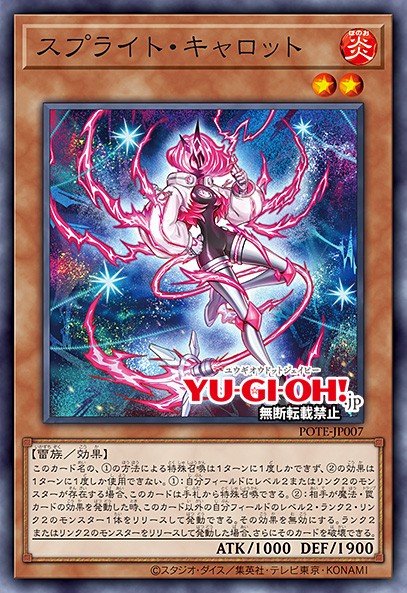 スプライト・キャロット
ほのお
炎
ユウギオウドットジェイピー
YU-GI-OH!.jp
無断転載禁止
POTE-JP007
【雷族／効果】
このカード名の、①の方法による特殊召喚は1ターンに1度しかできず、②の効果は
1ターンに1度しか使用できない。①：自分フィールドにレベル2またはリンク2のモ
ンスターが存在する場合、このカードは手札から特殊召喚できる。②：相手が魔法・罠
カードの効果を発動した時、このカード以外の自分フィールドのレベル2・ランク2・リン
ク2のモンスター1体をリリースして発動できる。その効果を無効にする。ランク2
またはリンク2のモンスターをリリースして発動した場合、さらにそのカードを破壊できる。
ATK/1000 DEF/1900
©スタジオ・ダイス／集英社・テレビ東京・KONAMI